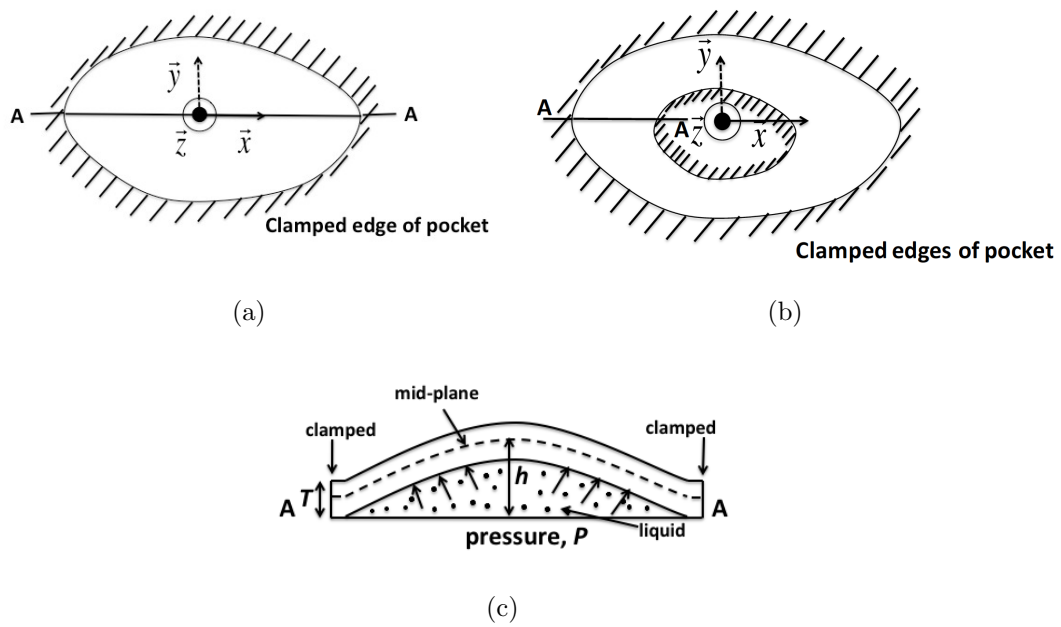 y⃗
A
A
z⃗
x⃗
Clamped edge of pocket
(a)
y⃗
A
A
z⃗
x⃗
Clamped edges of pocket
(b)
mid-plane
clamped
clamped
h
A
T
A
liquid
pressure, P
(c)